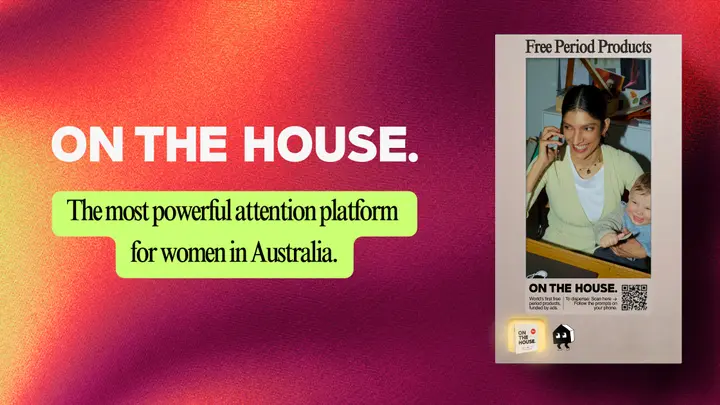 ON THE HOUSE.
The most powerful attention platform
for women in Australia.
Free Period Products
ON THE HOUSE.
World's first free
period products,
funded by ads.
To dispense: Scan here →
Follow the prompts on
your phone.
ON
THE
HOUSE.